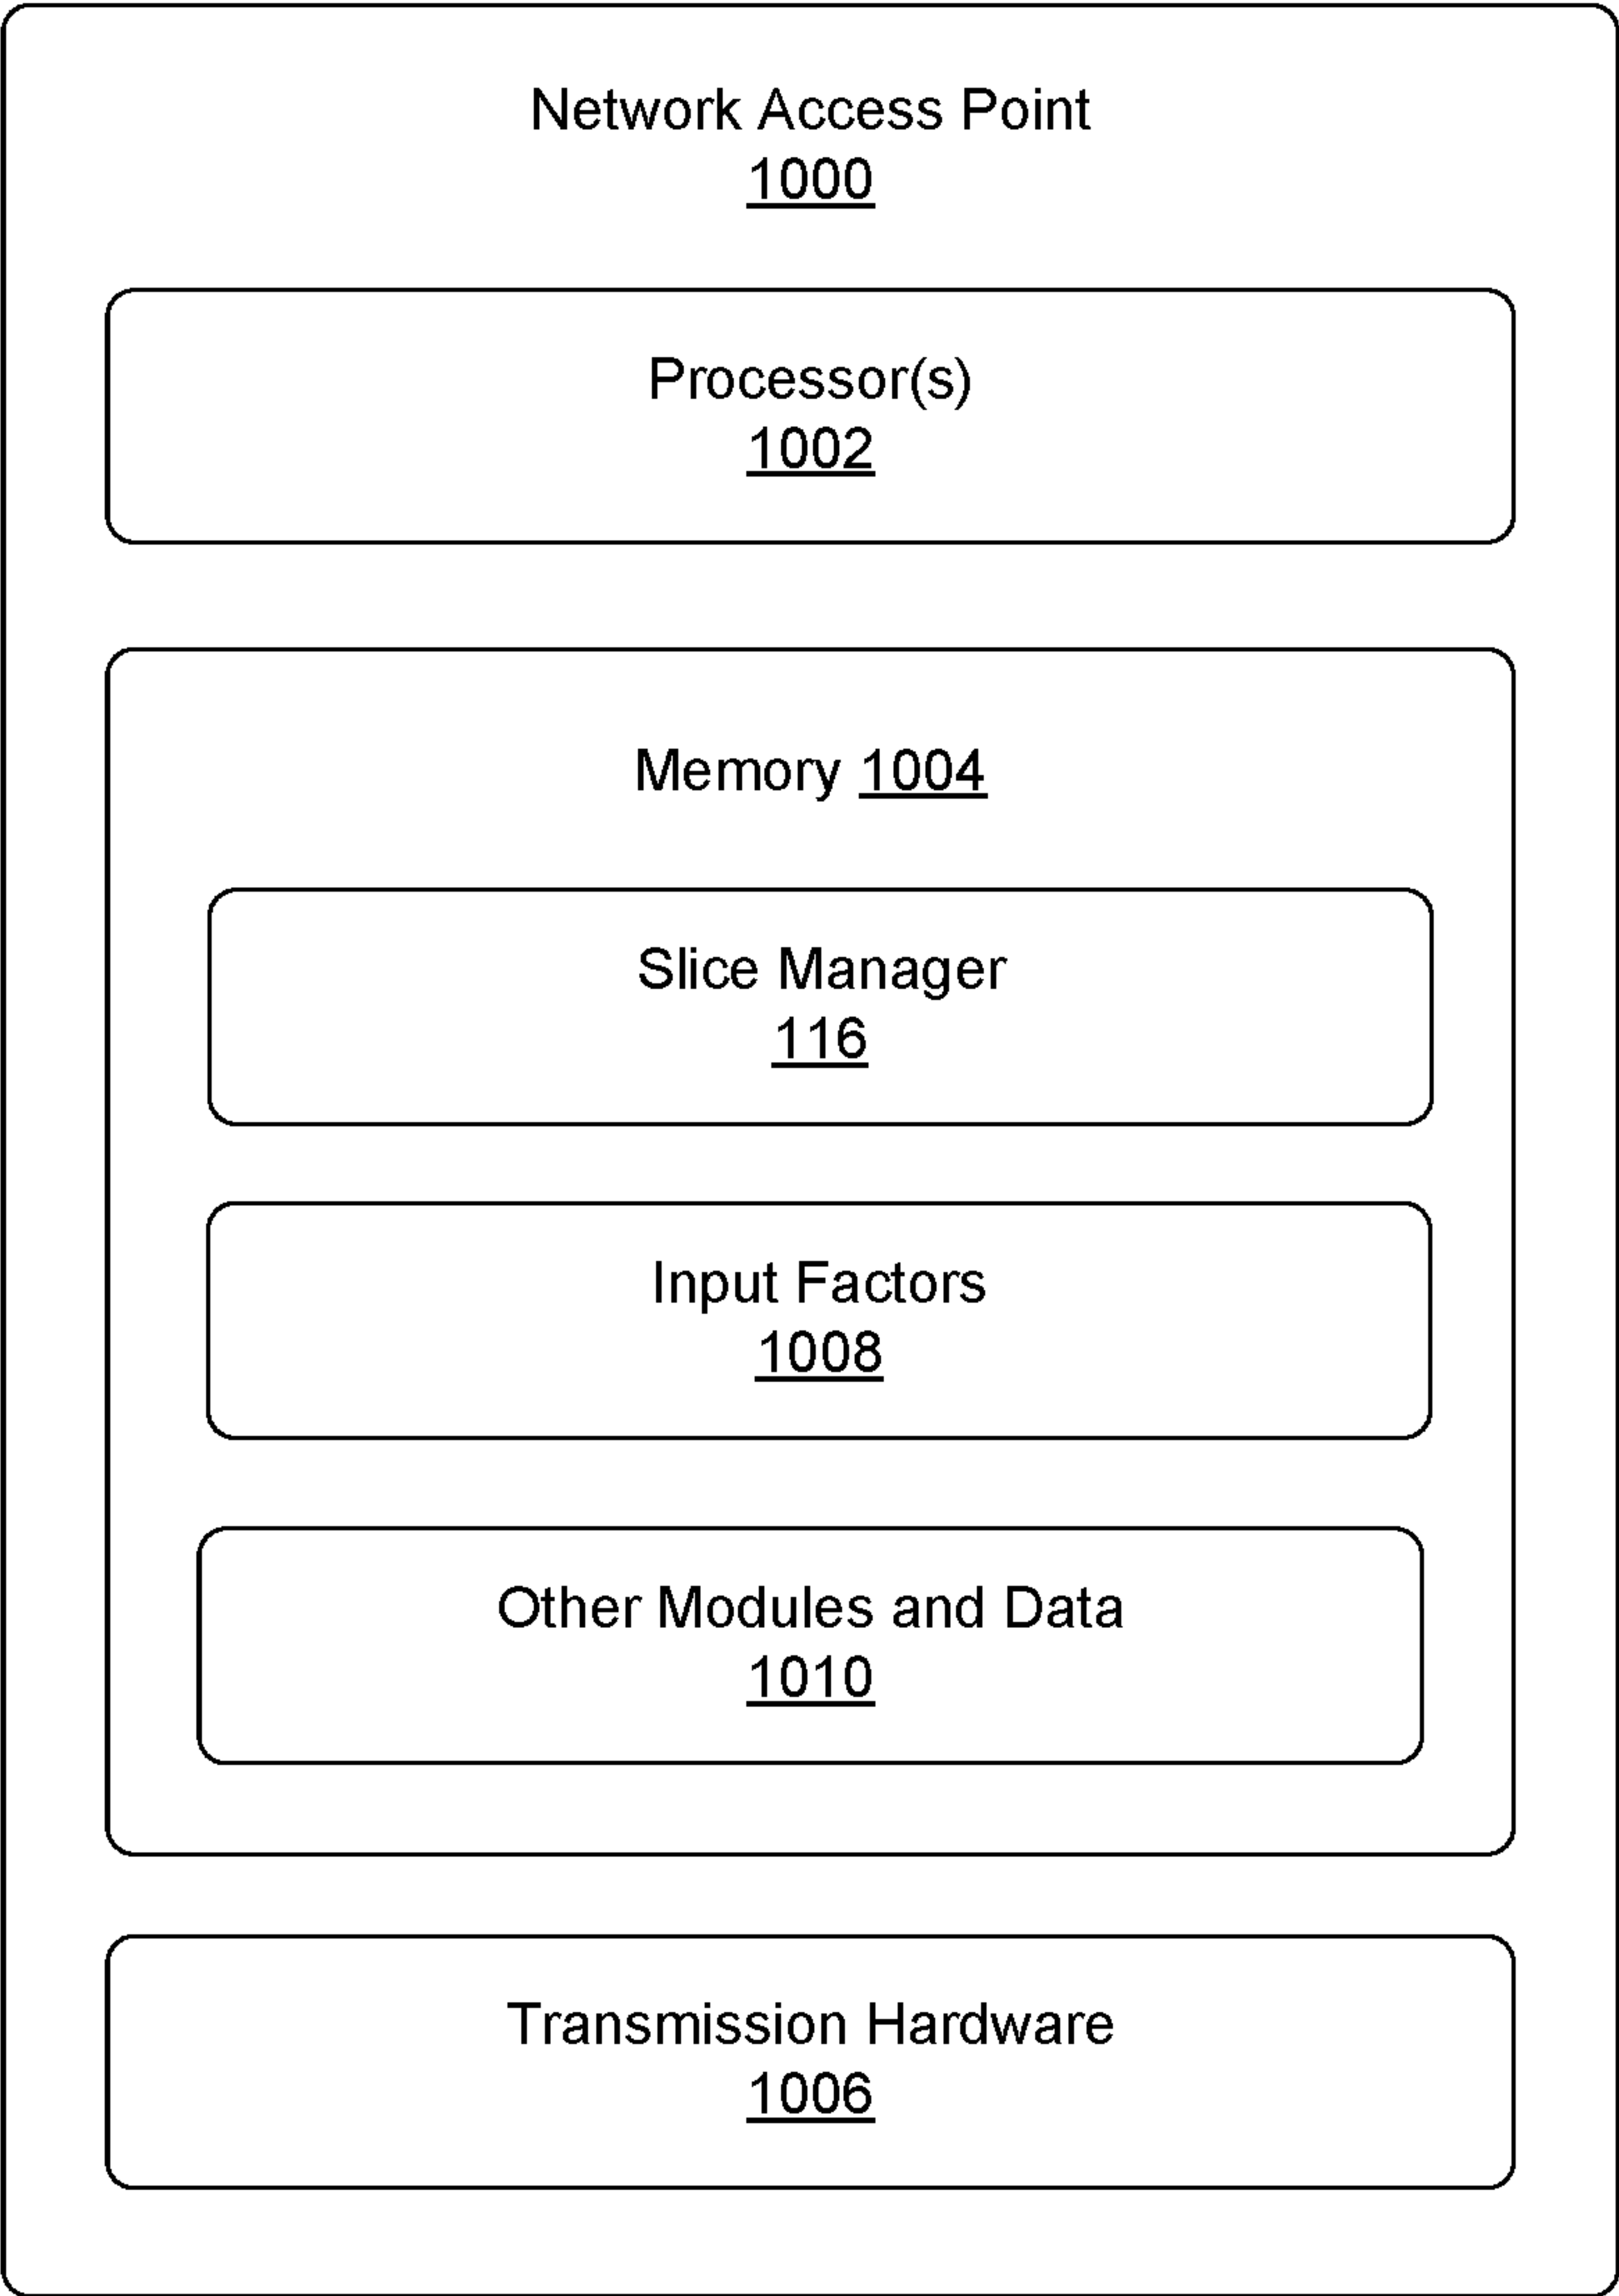 Network Access Point
1000
Processor(s)
1002
Memory 1004
Slice Manager
116
Input Factors
1008
Other Modules and Data
1010
Transmission Hardware
1006